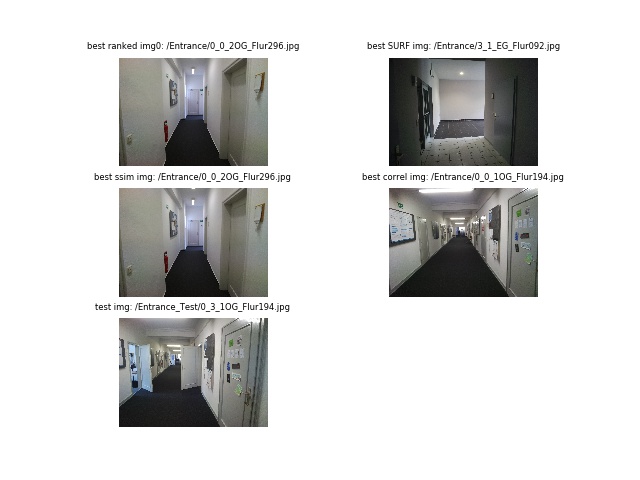 best ranked img0: /Entrance/0_0_2OG_Flur296.jpg
best SURF img: /Entrance/3_1_EG_Flur092.jpg
best ssim img: /Entrance/0_0_2OG_Flur296.jpg
best correl img: /Entrance/0_0_1OG_Flur194.jpg
test img: /Entrance_Test/0_3_1OG_Flur194.jpg